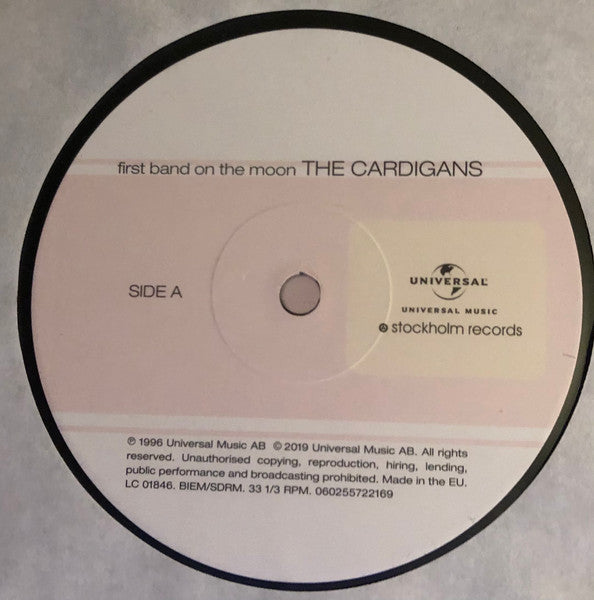 first band on the moon THE CARDIGANS
SIDE A
UNIVERSAL
UNIVERSAL MUSIC
stockholm records
℗ 1996 Universal Music AB © 2019 Universal Music AB. All rights
reserved. Unauthorised copying, reproduction, hiring, lending,
public performance and broadcasting prohibited. Made in the EU.
LC 01846. BIEM/SDRM. 33 1/3 RPM. 060255722169